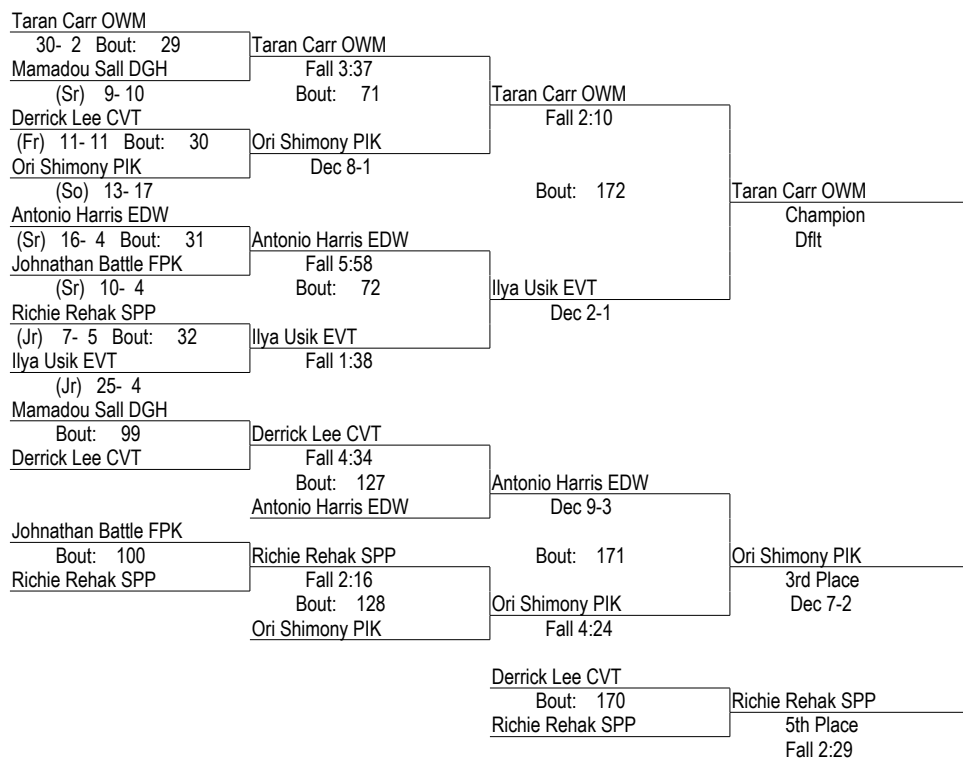 Taran Carr OWM
30- 2 Bout: 29
Taran Carr OWM
Mamadou Sall DGH
Fall 3:37
(Sr) 9- 10
Bout: 71
Taran Carr OWM
Derrick Lee CVT
Fall 2:10
(Fr) 11- 11 Bout: 30
Ori Shimony PIK
Ori Shimony PIK
Dec 8-1
(So) 13- 17
Bout: 172
Taran Carr OWM
Antonio Harris EDW
Champion
(Sr) 16- 4 Bout: 31
Antonio Harris EDW
Dflt
Johnathan Battle FPK
Fall 5:58
(Sr) 10- 4
Bout: 72
Ilya Usik EVT
Richie Rehak SPP
Dec 2-1
(Jr) 7- 5 Bout: 32
Ilya Usik EVT
Ilya Usik EVT
Fall 1:38
(Jr) 25- 4
Mamadou Sall DGH
Bout: 99
Derrick Lee CVT
Derrick Lee CVT
Fall 4:34
Bout: 127
Antonio Harris EDW
Antonio Harris EDW
Dec 9-3
Johnathan Battle FPK
Bout: 100
Richie Rehak SPP
Bout: 171
Ori Shimony PIK
Richie Rehak SPP
Fall 2:16
3rd Place
Bout: 128
Ori Shimony PIK
Dec 7-2
Ori Shimony PIK
Fall 4:24
Derrick Lee CVT
Bout: 170
Richie Rehak SPP
Richie Rehak SPP
5th Place
Fall 2:29